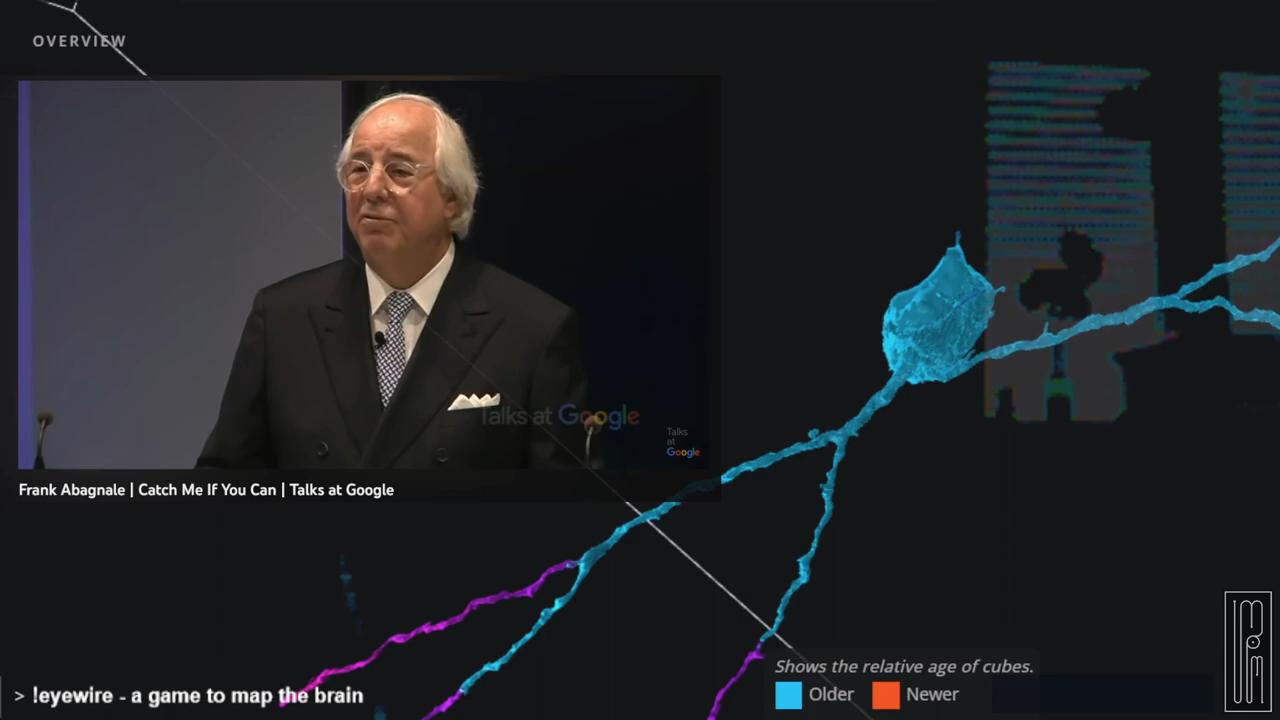 OVERVIEW
Talks at Google
Talks
at
Google
Frank Abagnale | Catch Me If You Can | Talks at Google
Shows the relative age of cubes.
Older
Newer
> !eyewire - a game to map the brain